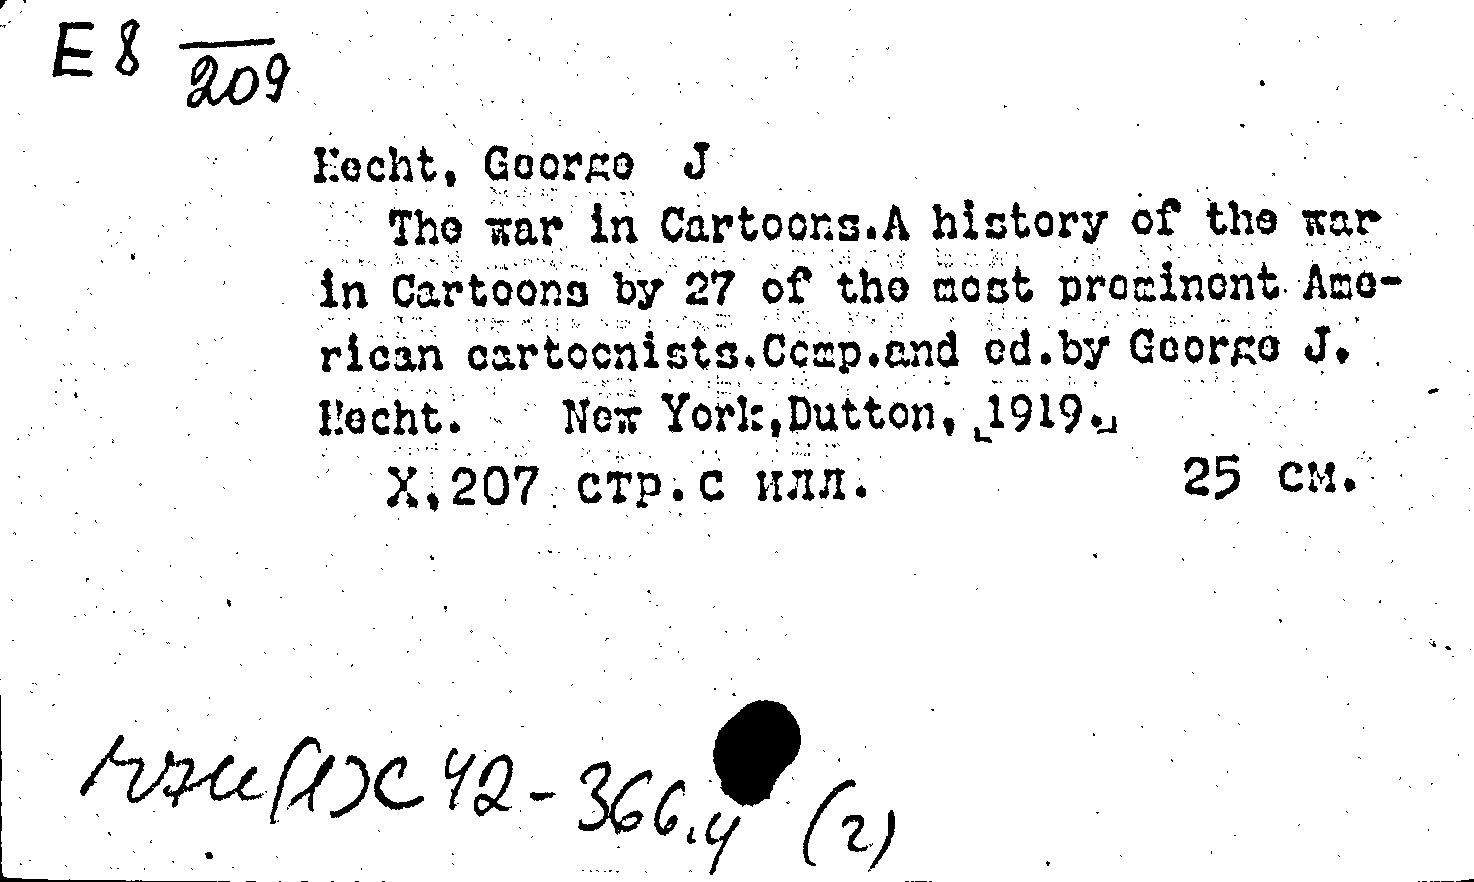 E 8 209
Hecht, George J
The war in Cartoons.A history of the war
in Cartoons by 27 of the most prominent Ame-
rican cartoonists.Comp.and ed.by George J.
Hecht. New York,Dutton, [1919.]
X,207 стр.с илл. 25 см.
C 42-366. (2)